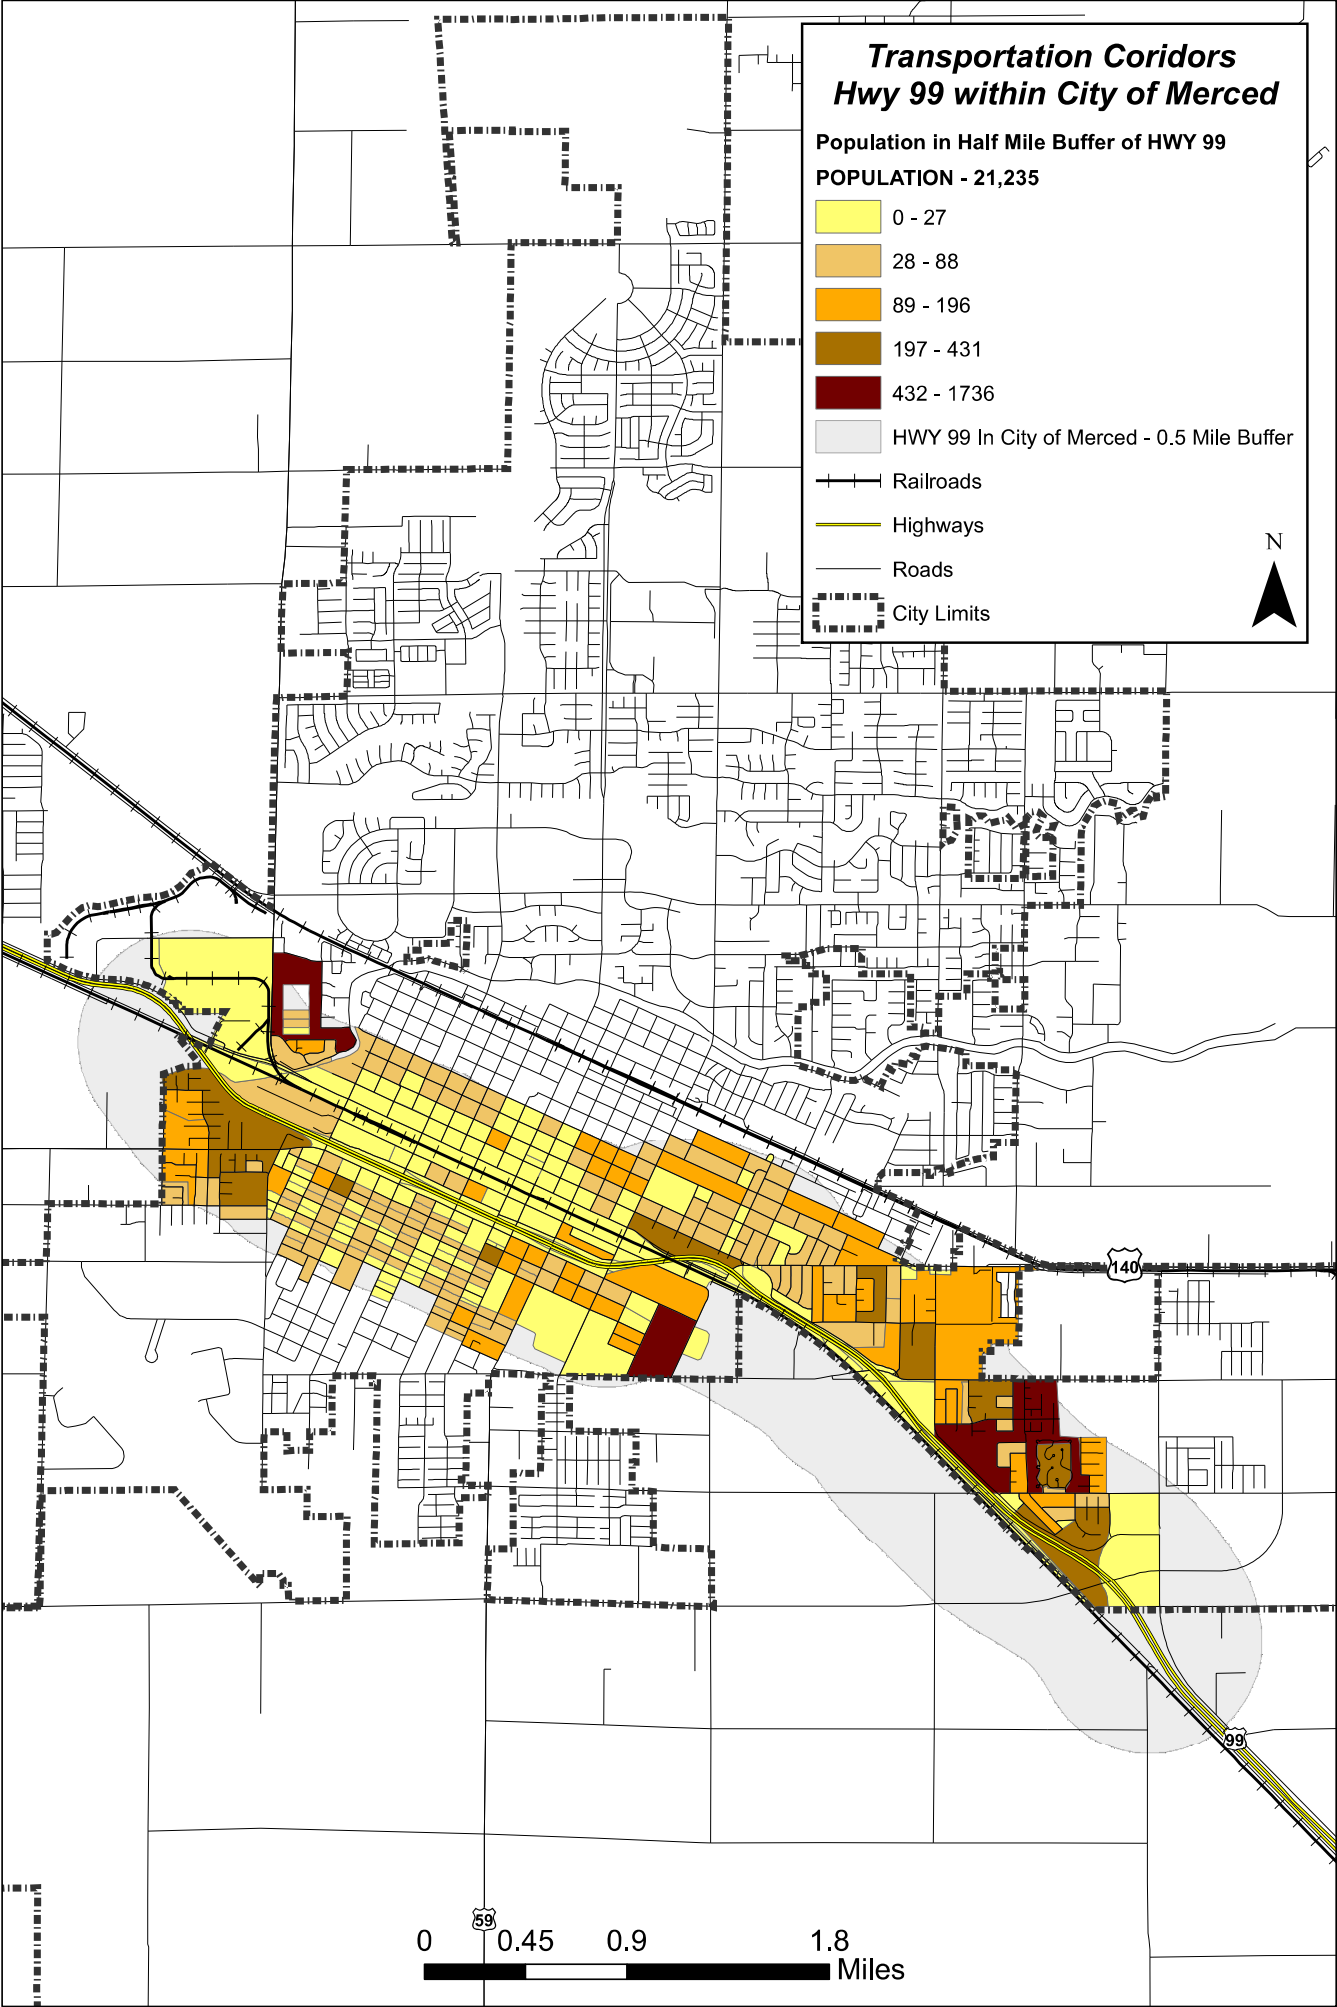 Transportation Coridors
Hwy 99 within City of Merced
Population in Half Mile Buffer of HWY 99
POPULATION - 21,235
0 - 27
28 - 88
89 - 196
197 - 431
432 - 1736
HWY 99 In City of Merced - 0.5 Mile Buffer
Railroads
Highways
N
Roads
City Limits
140
99
59
0 0.45 0.9 1.8
Miles